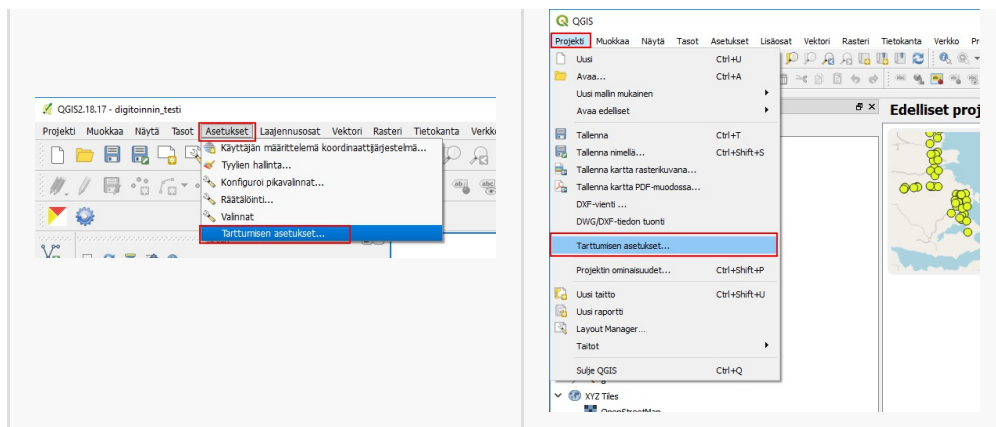 QGIS2.18.17 - digitoinnin_testi
Projekti Muokkaa Näytä Tasot Asetukset Laajennusosat Vektori Rasteri Tietokanta Verkko
Käyttäjän määrittelemä koordinaattijärjestelmä...
Tyylien hallinta...
Konfiguroi pikavalinnat...
Räätälöinti...
Valinnat
Tarttumisen asetukset...
QGIS
Projekti Muokkaa Näytä Tasot Asetukset Lisäosat Vektori Rasteri Tietokanta Verkko Pr
Uusi Ctrl+U
Avaa... Ctrl+A
Uusi mallin mukainen
Avaa edelliset
Tallenna Ctrl+T
Tallenna nimellä... Ctrl+Shift+S
Tallenna kartta rasterikuvana...
Tallenna kartta PDF-muodossa...
DXF-vienti ...
DWG/DXF-tiedon tuonti
Tarttumisen asetukset...
Projektin ominaisuudet... Ctrl+Shift+P
Uusi taitto Ctrl+Shift+U
Uusi raportti
Layout Manager...
Taitot
Sulje QGIS Ctrl+Q
XYZ Tiles
OpenStreetMap
Edelliset proj